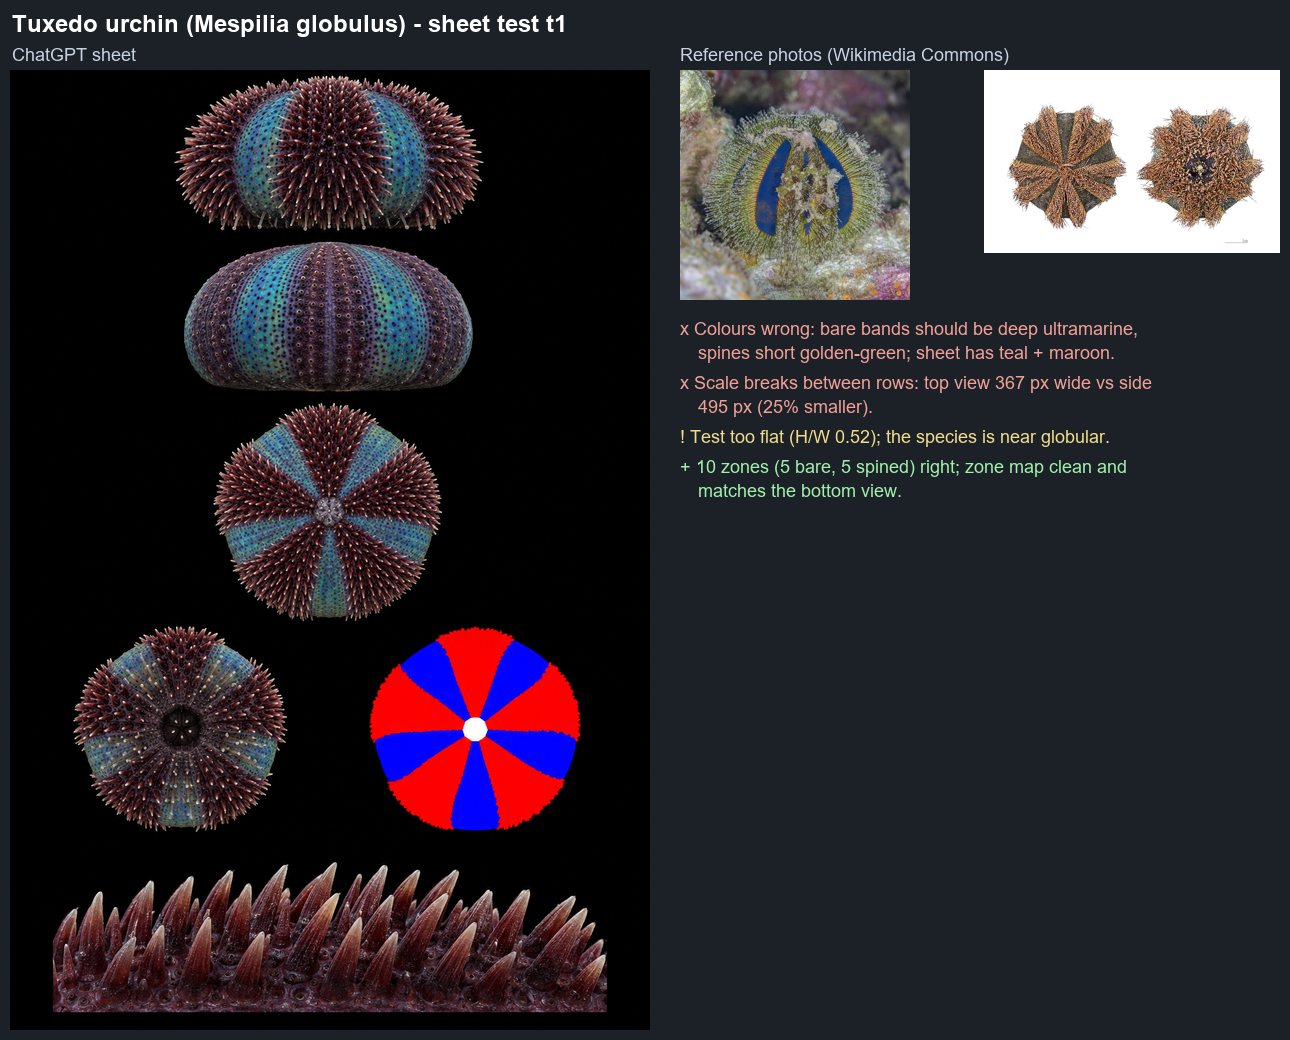 Tuxedo urchin (Mespilia globulus) - sheet test t1
ChatGPT sheet
Reference photos (Wikimedia Commons)
x Colours wrong: bare bands should be deep ultramarine,
spines short golden-green; sheet has teal + maroon.
x Scale breaks between rows: top view 367 px wide vs side
495 px (25% smaller).
! Test too flat (H/W 0.52); the species is near globular.
+ 10 zones (5 bare, 5 spined) right; zone map clean and
matches the bottom view.